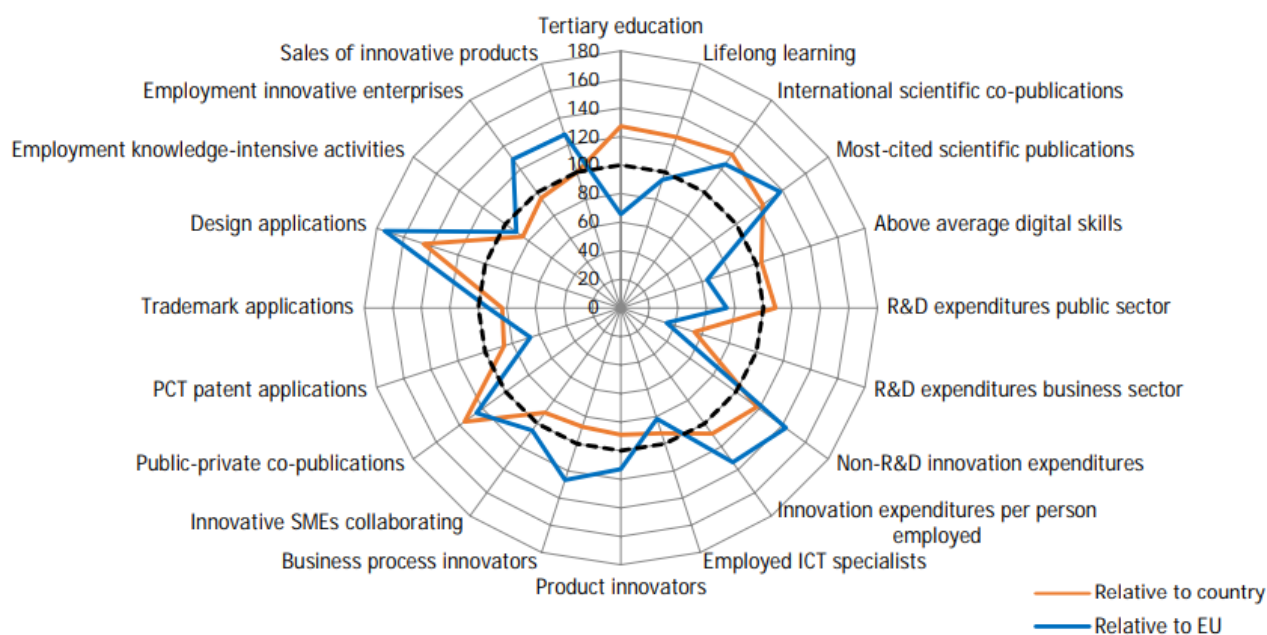 Tertiary education
Sales of innovative products
180
Lifelong learning
160
Employment innovative enterprises
140
International scientific co-publications
120
Employment knowledge-intensive activities
100
Most-cited scientific publications
80
Design applications
60
Above average digital skills
40
20
Trademark applications
0
R&D expenditures public sector
PCT patent applications
R&D expenditures business sector
Public-private co-publications
Non-R&D innovation expenditures
Innovative SMEs collaborating
Innovation expenditures per person
employed
Business process innovators
Employed ICT specialists
Product innovators
Relative to country
Relative to EU